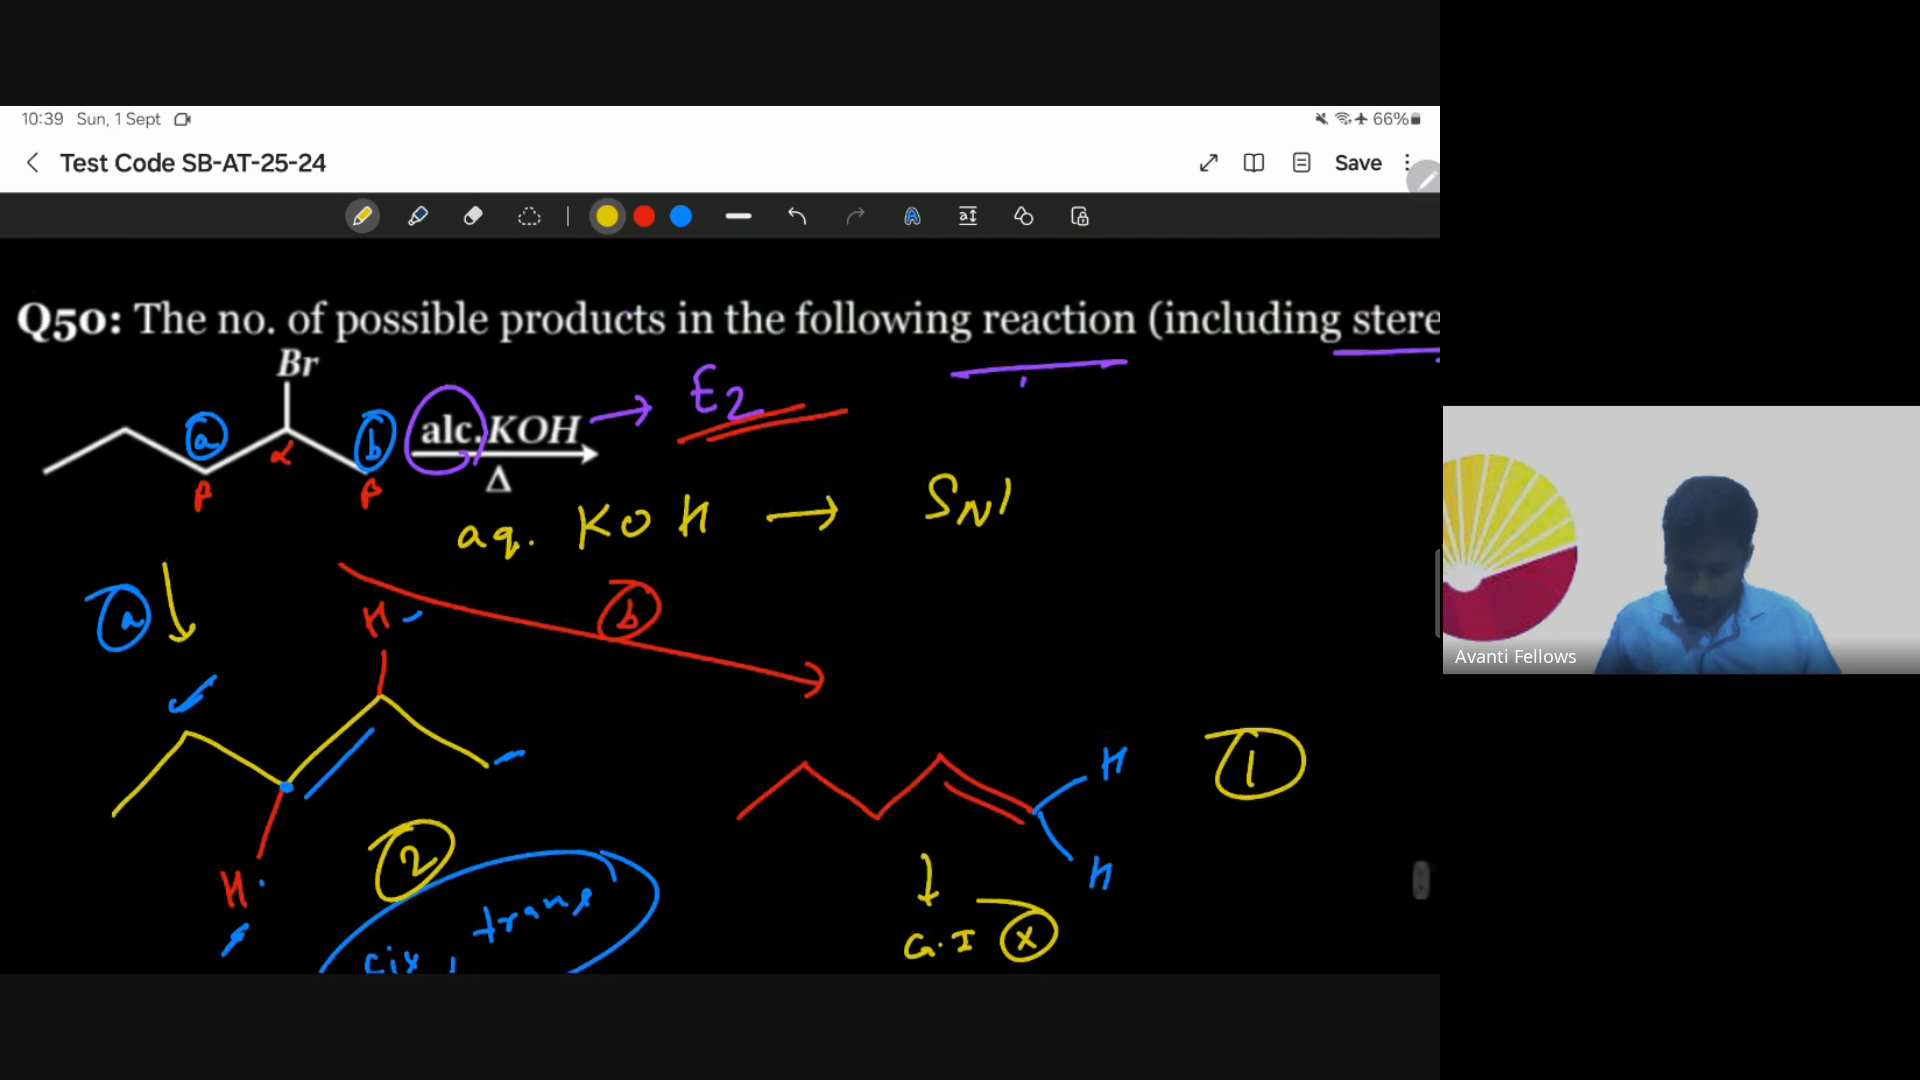 10:39 Sun, 1 Sept 66%
Test Code SB-AT-25-24
Save
Q50: The no. of possible products in the following reaction (including stere
Br
a α b alc. KOH → E2
β β Δ
aq. KOH → SN1
a
b
H
H
1
H
H
2
trans
cis,
G.I X
Avanti Fellows